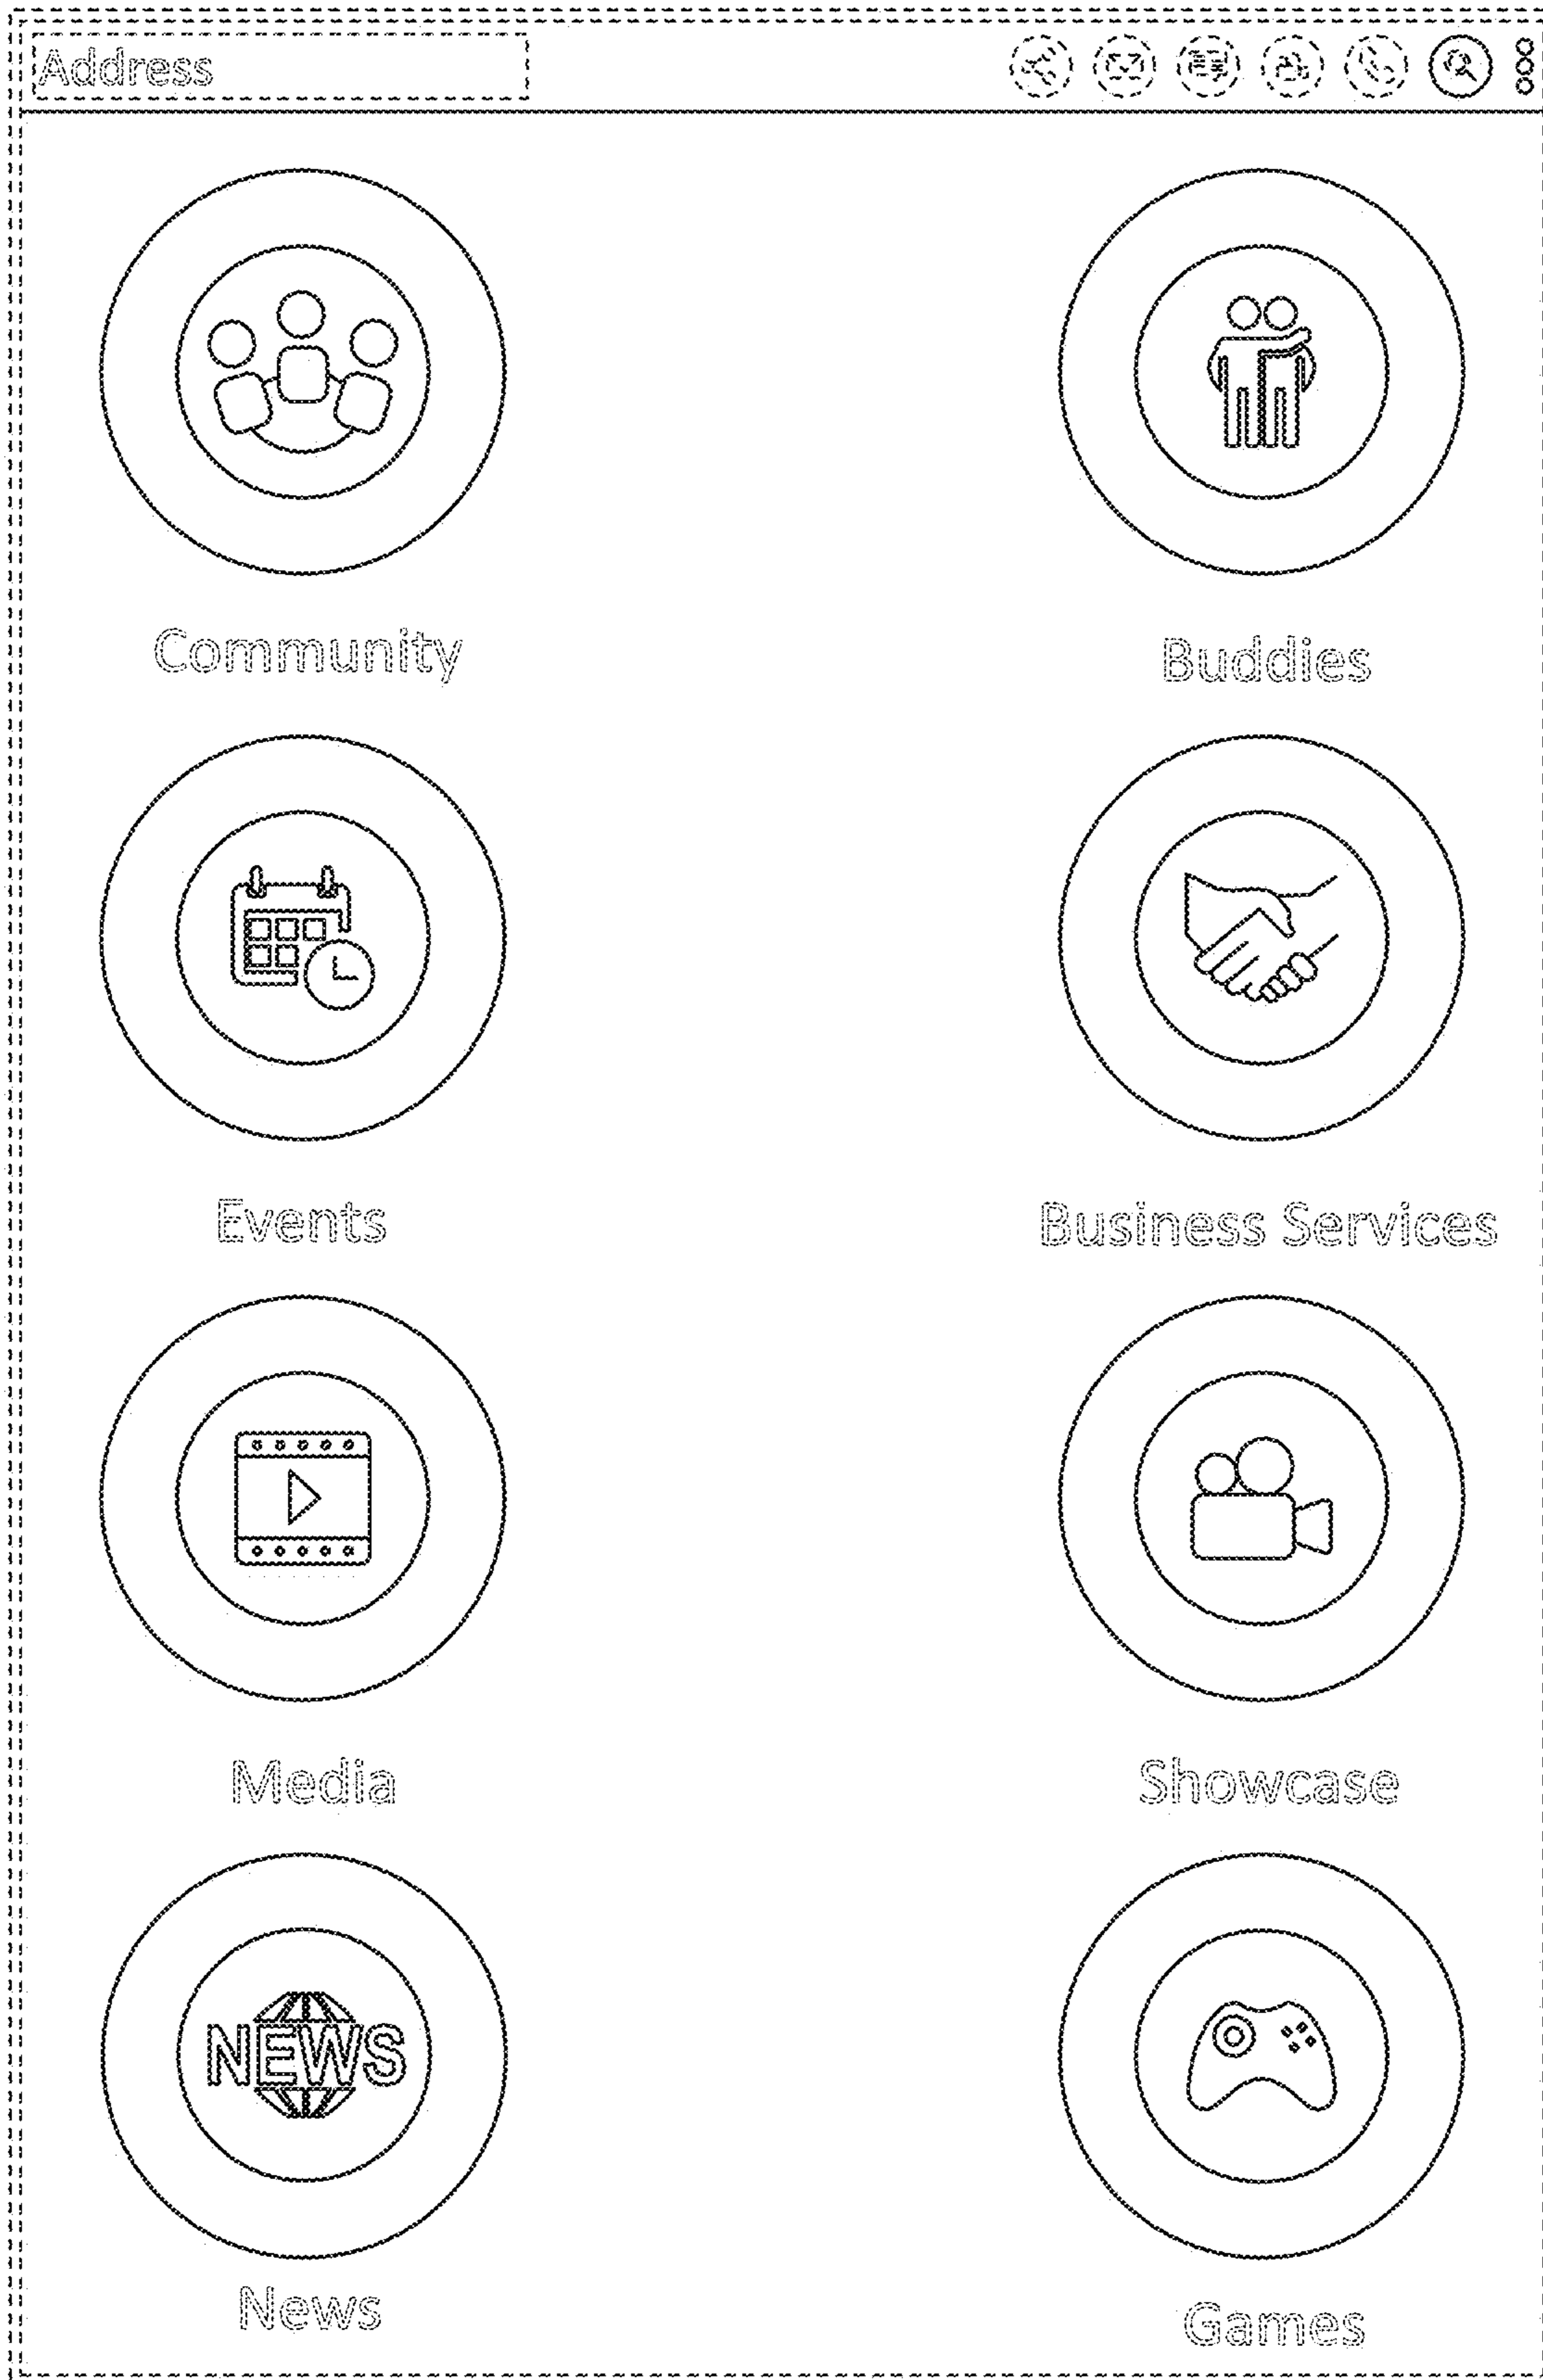 Address
Community
Buddies
Events
Business Services
Media
Showcase
NEWS
News
Games